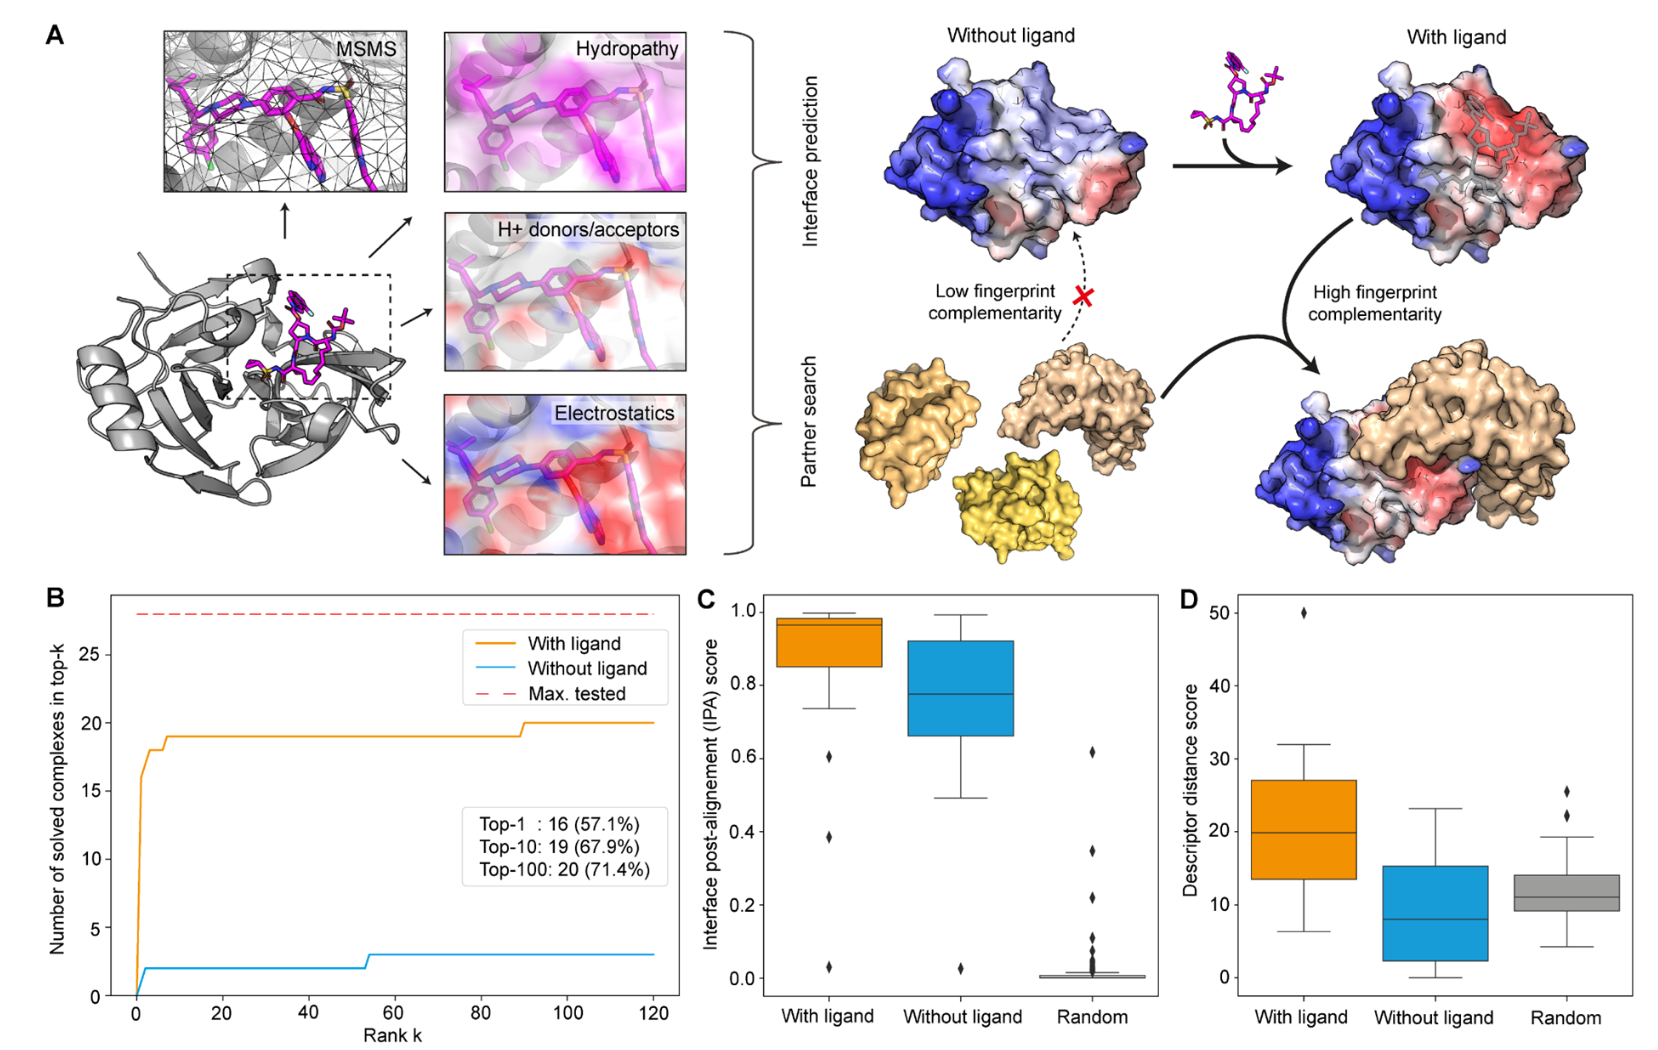 A
MSMS
Hydropathy
H+ donors/acceptors
Electrostatics
Interface prediction
Partner search
Without ligand
With ligand
Low fingerprint
complementarity
High fingerprint
complementarity
B
Number of solved complexes in top-k
25
20
15
10
5
0
With ligand
Without ligand
Max. tested
Top-1 : 16 (57.1%)
Top-10: 19 (67.9%)
Top-100: 20 (71.4%)
0 20 40 60 80 100 120
Rank k
C
Interface post-alignement (IPA) score
1.0
0.8
0.6
0.4
0.2
0.0
With ligand Without ligand Random
D
Descriptor distance score
50
40
30
20
10
0
With ligand Without ligand Random